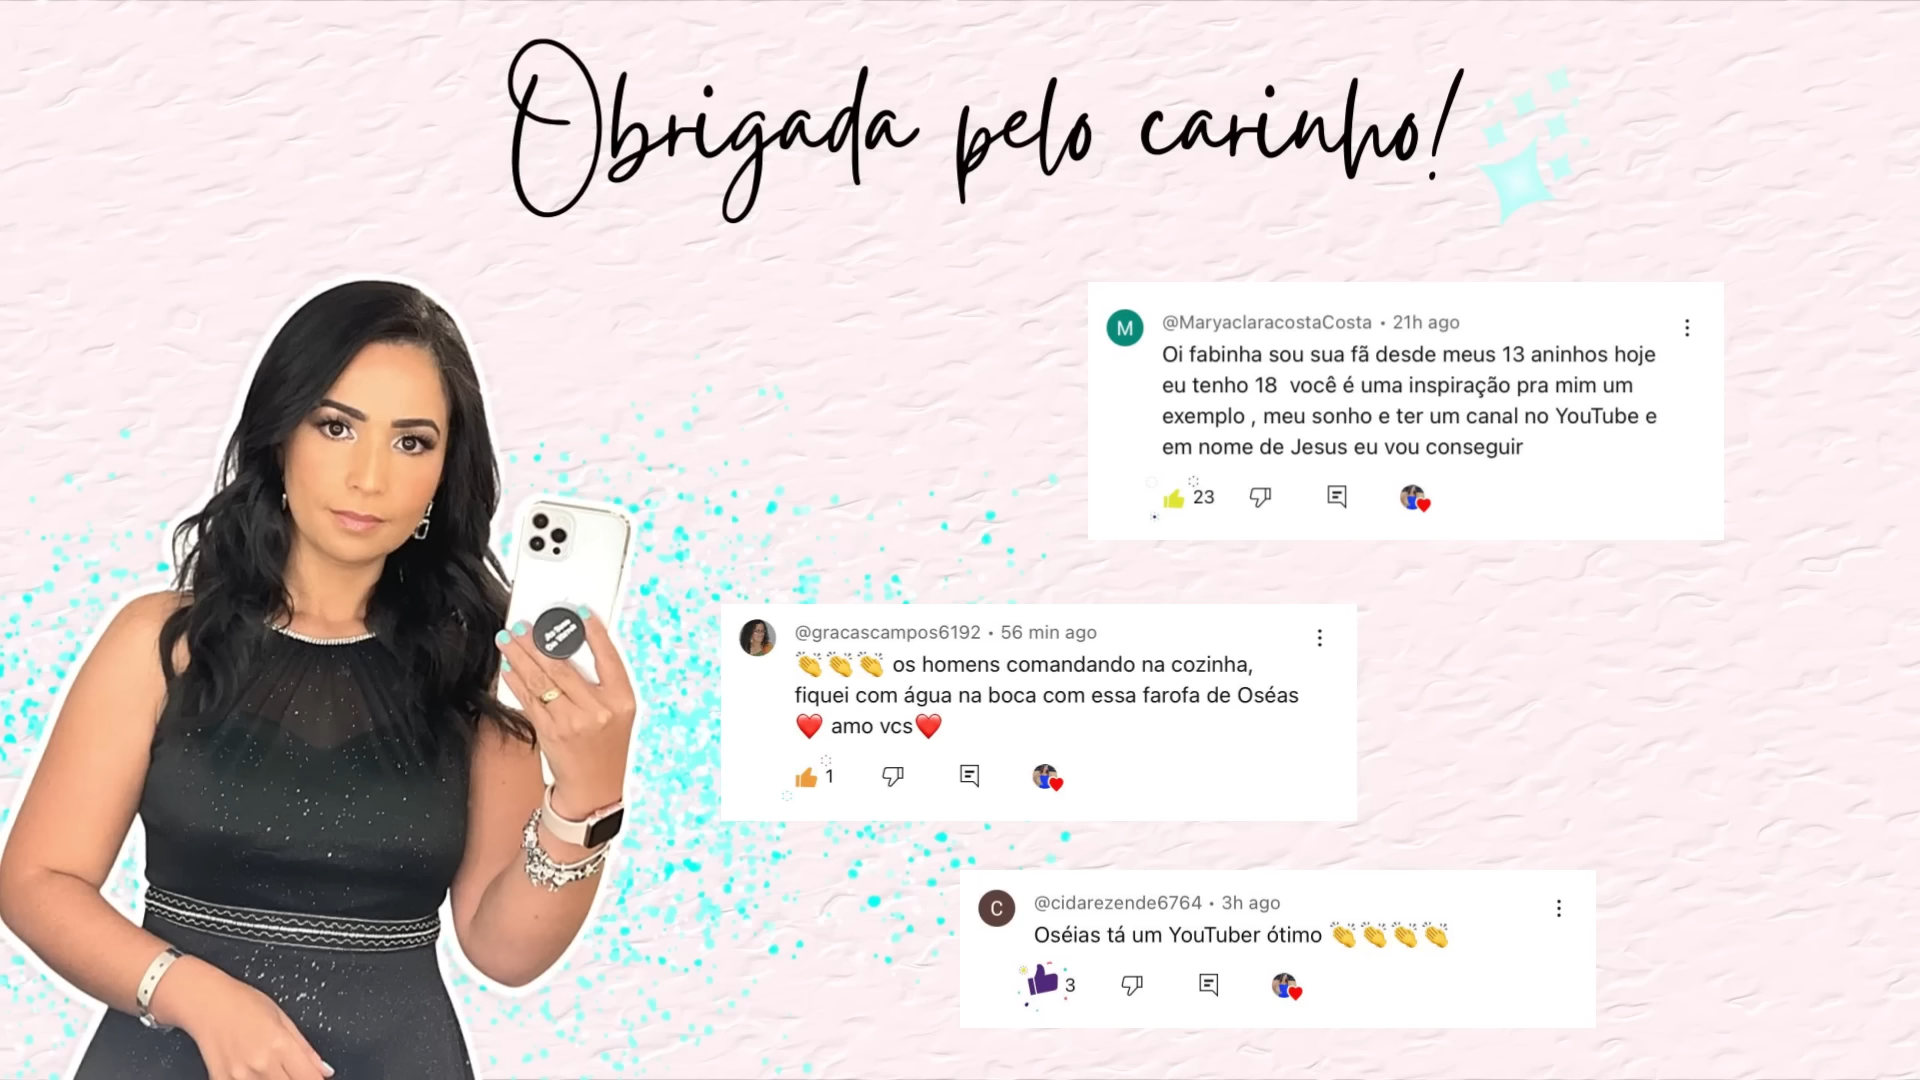 Obrigada pelo carinho!
M
@MaryaclaracostaCosta • 21h ago
Oi fabinha sou sua fã desde meus 13 aninhos hoje
eu tenho 18 você é uma inspiração pra mim um
exemplo , meu sonho e ter um canal no YouTube e
em nome de Jesus eu vou conseguir
23
@gracascampos6192 • 56 min ago
👏👏👏 os homens comandando na cozinha,
fiquei com água na boca com essa farofa de Oséas
❤️ amo vcs❤️
1
C
@cidarezende6764 • 3h ago
Oséias tá um YouTuber ótimo 👏👏👏👏
3